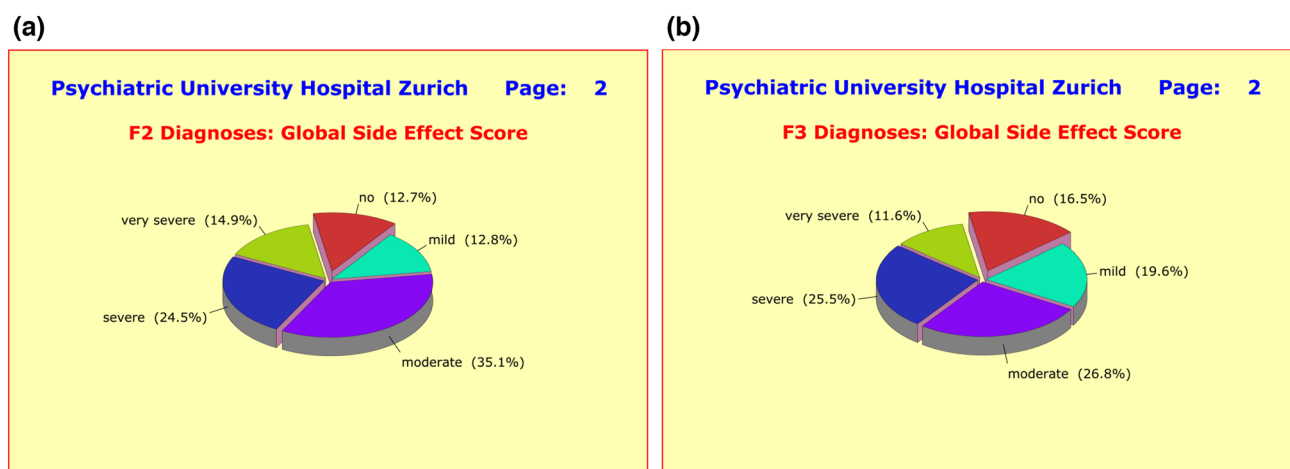 (a)
Psychiatric University Hospital Zurich Page: 2
F2 Diagnoses: Global Side Effect Score
no (12.7%)
very severe (14.9%)
mild (12.8%)
severe (24.5%)
moderate (35.1%)
(b)
Psychiatric University Hospital Zurich Page: 2
F3 Diagnoses: Global Side Effect Score
no (16.5%)
very severe (11.6%)
mild (19.6%)
severe (25.5%)
moderate (26.8%)